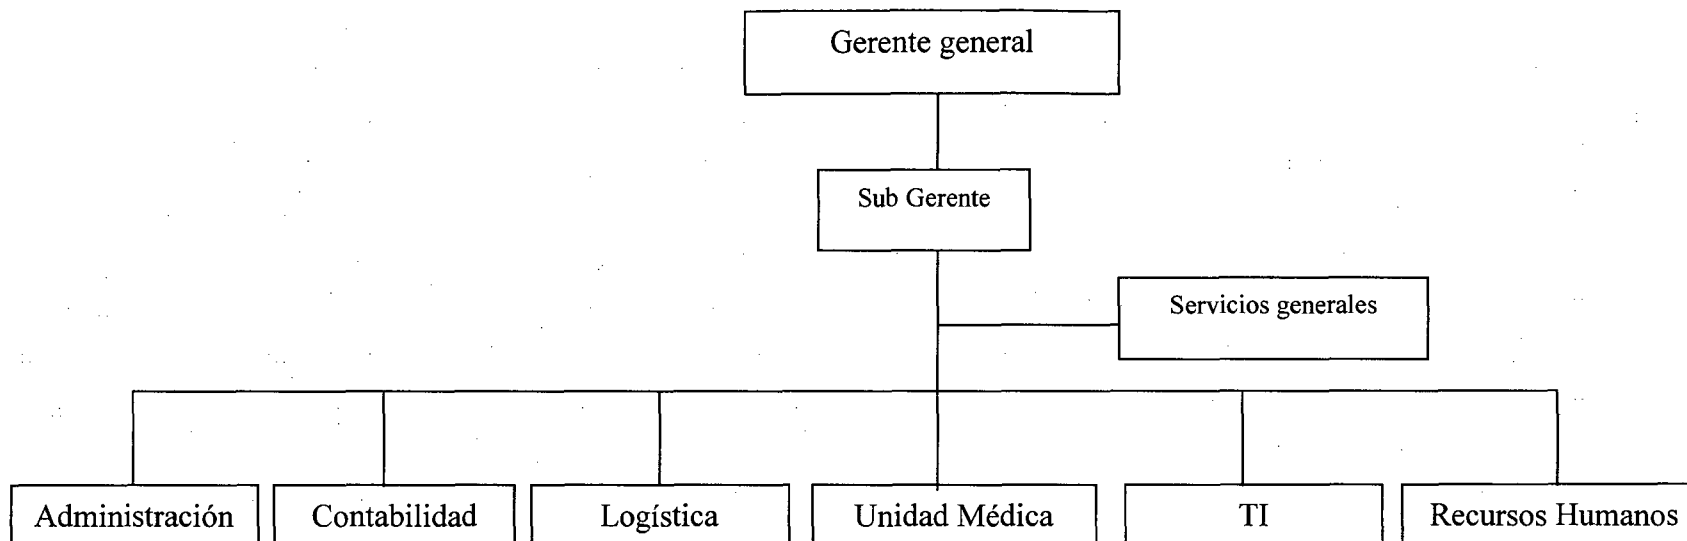 Gerente general
Sub Gerente
Servicios generales
Administración
Contabilidad
Logística
Unidad Médica
TI
Recursos Humanos